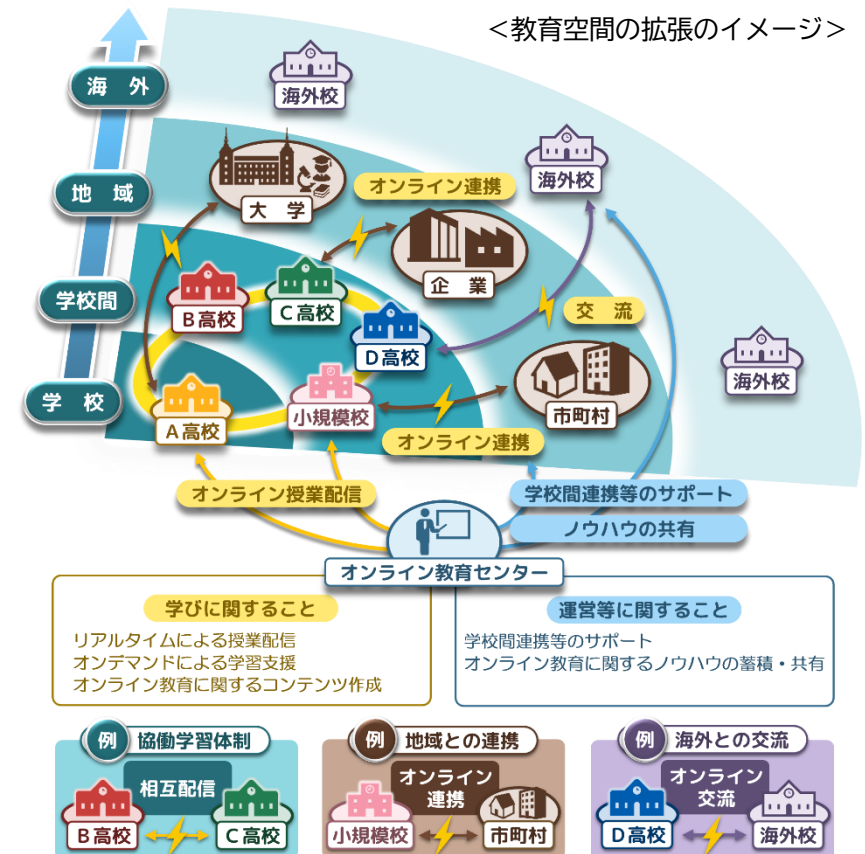 ＜教育空間の拡張のイメージ＞
海外
海外校
地域
大学
オンライン連携
海外校
企業
学校間
B高校
C高校
D高校
交流
海外校
学校
A高校
小規模校
市町村
オンライン連携
オンライン授業配信
学校間連携等のサポート
ノウハウの共有
オンライン教育センター
学びに関すること
リアルタイムによる授業配信
オンデマンドによる学習支援
オンライン教育に関するコンテンツ作成
運営等に関すること
学校間連携等のサポート
オンライン教育に関するノウハウの蓄積・共有
例 協働学習体制
相互配信
B高校
C高校
例 地域との連携
オンライン
連携
小規模校
市町村
例 海外との交流
オンライン
交流
D高校
海外校